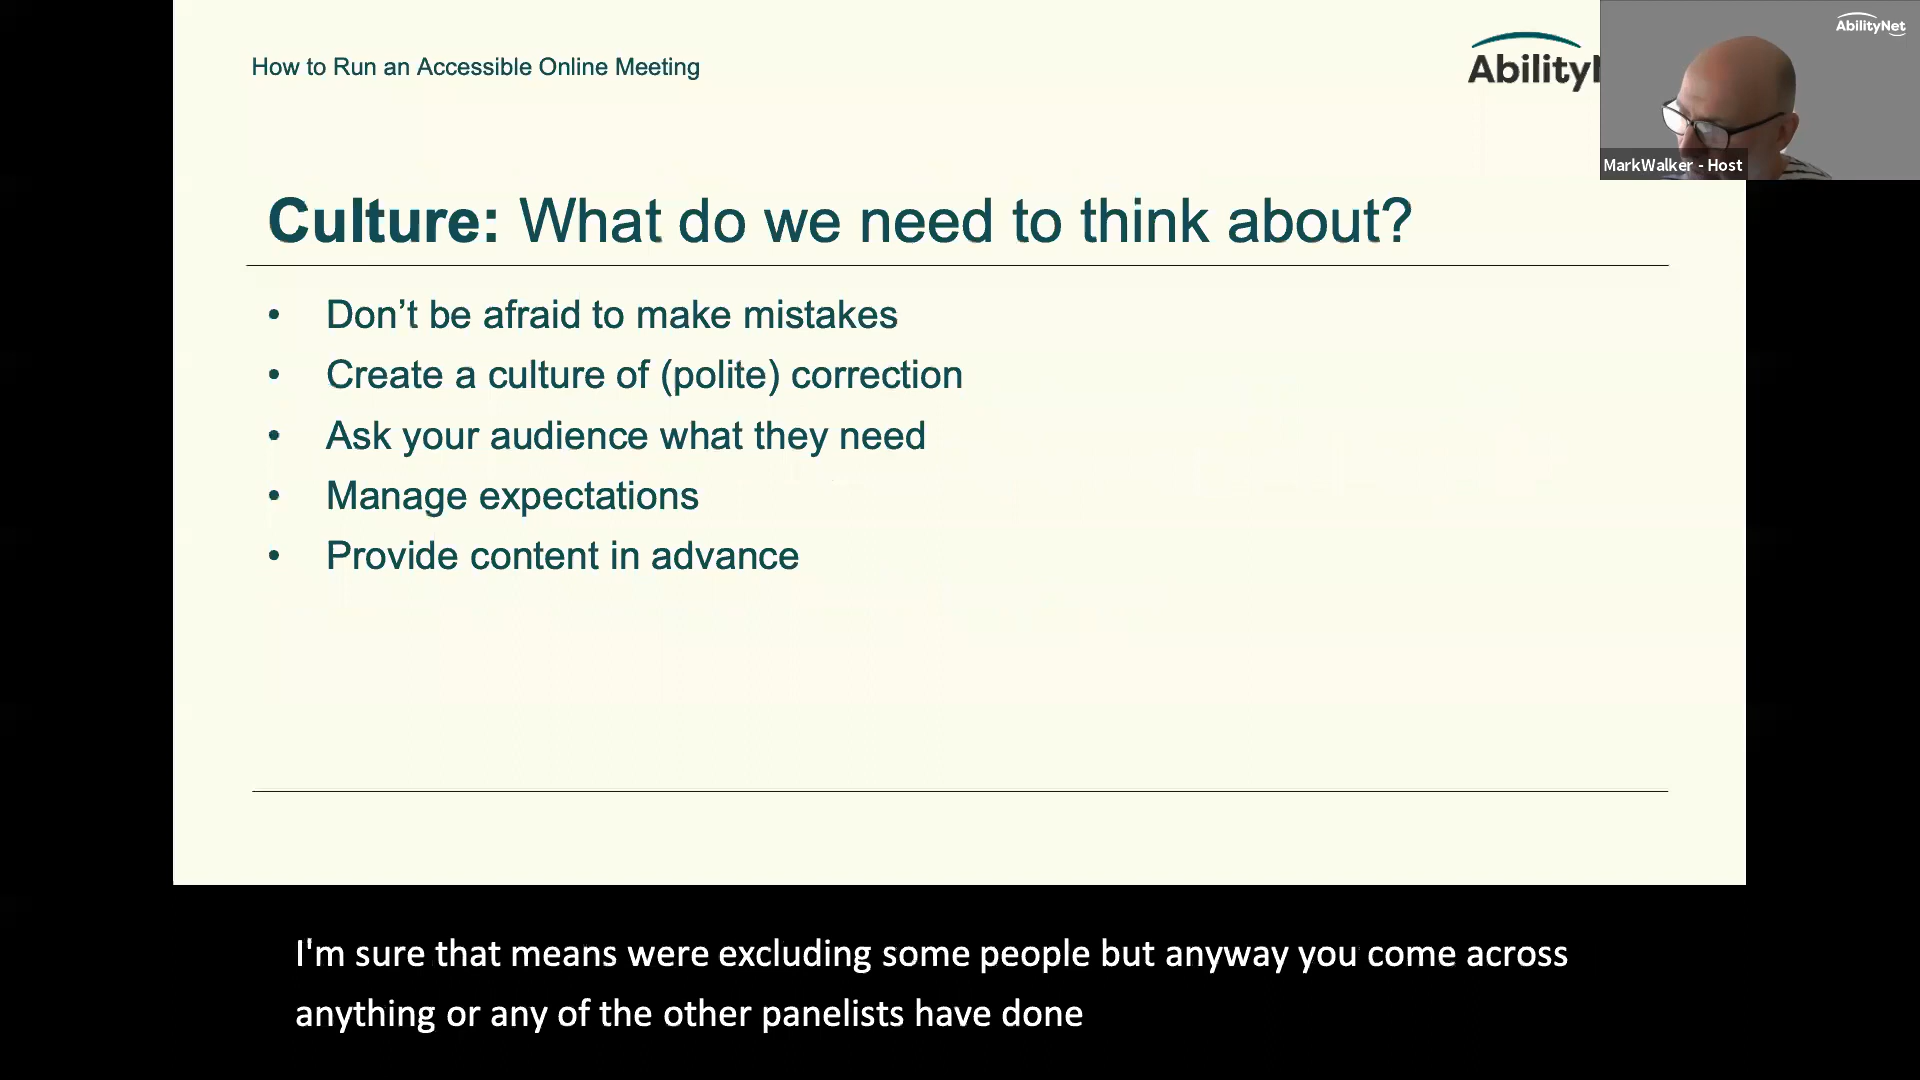 How to Run an Accessible Online Meeting
AbilityN
AbilityNet
MarkWalker - Host
Culture: What do we need to think about?
• Don’t be afraid to make mistakes
• Create a culture of (polite) correction
• Ask your audience what they need
• Manage expectations
• Provide content in advance
I'm sure that means were excluding some people but anyway you come across
anything or any of the other panelists have done